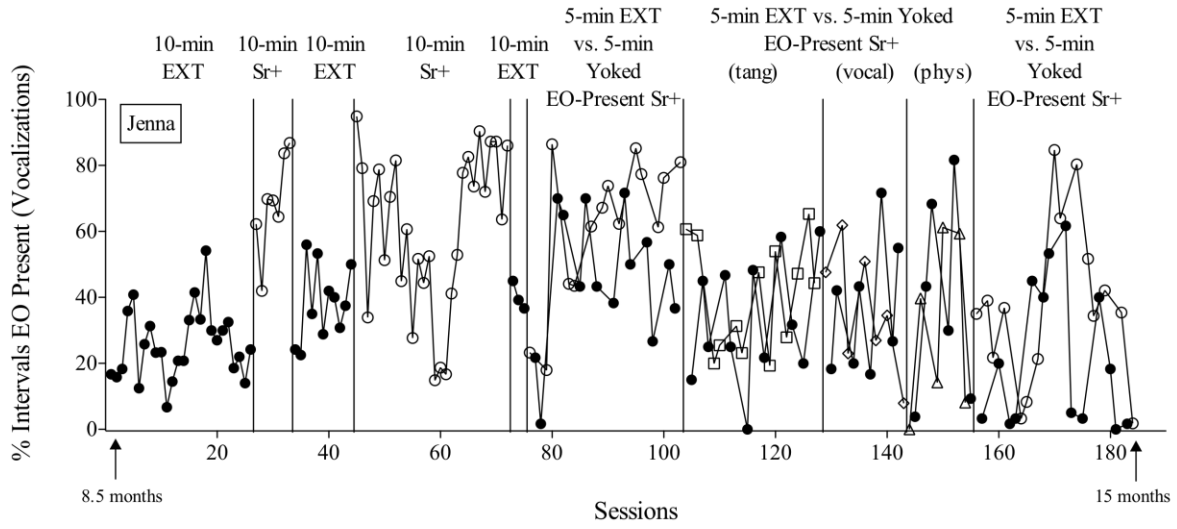 5-min EXT 5-min EXT vs. 5-min Yoked 5-min EXT
10-min 10-min 10-min 10-min 10-min vs. 5-min EO-Present Sr+ vs. 5-min
EXT Sr+ EXT Sr+ EXT Yoked (tang) (vocal) (phys) Yoked
EO-Present Sr+ EO-Present Sr+
% Intervals EO Present (Vocalizations)
100
Jenna
80
60
40
20
0
20 40 60 80 100 120 140 160 180
8.5 months 15 months
Sessions